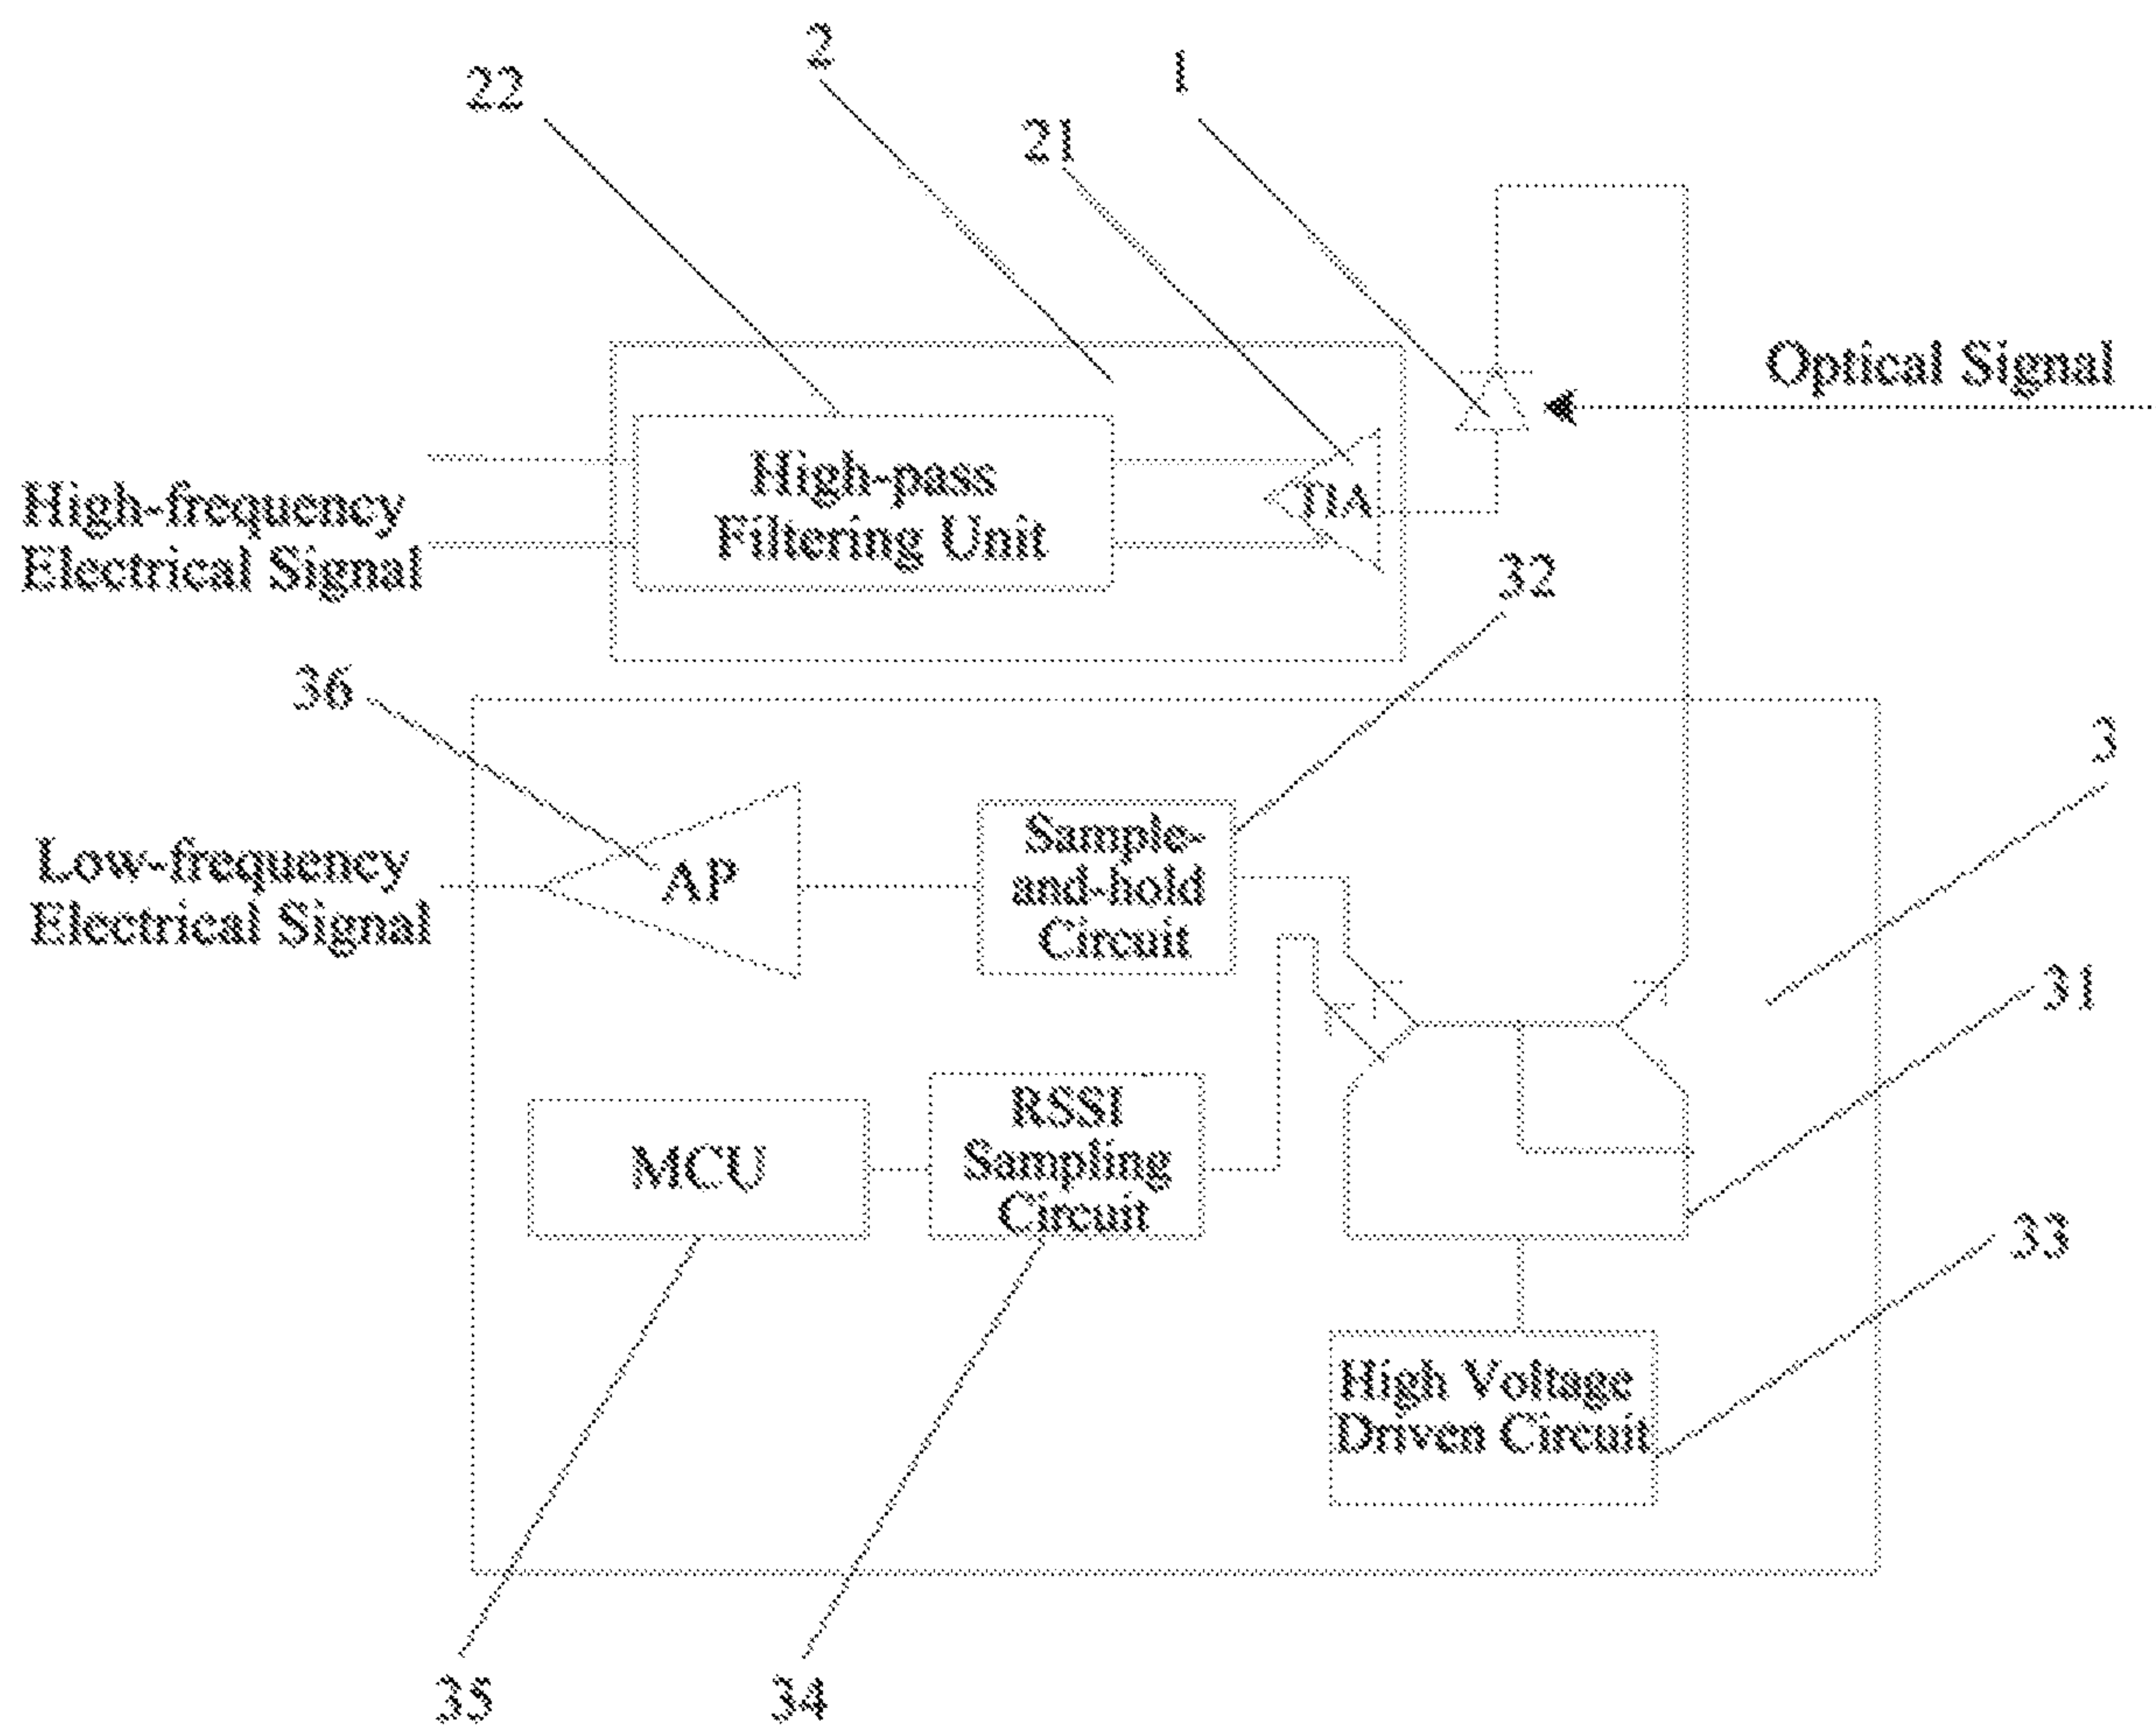 2
1
22
21
Optical Signal
High-pass
Filtering Unit
TIA
High-frequency
Electrical Signal
32
36
3
Sample-
and-hold
Circuit
AP
Low-frequency
Electrical Signal
31
RSSI
Sampling
Circuit
MCU
33
High Voltage
Driven Circuit
35
34